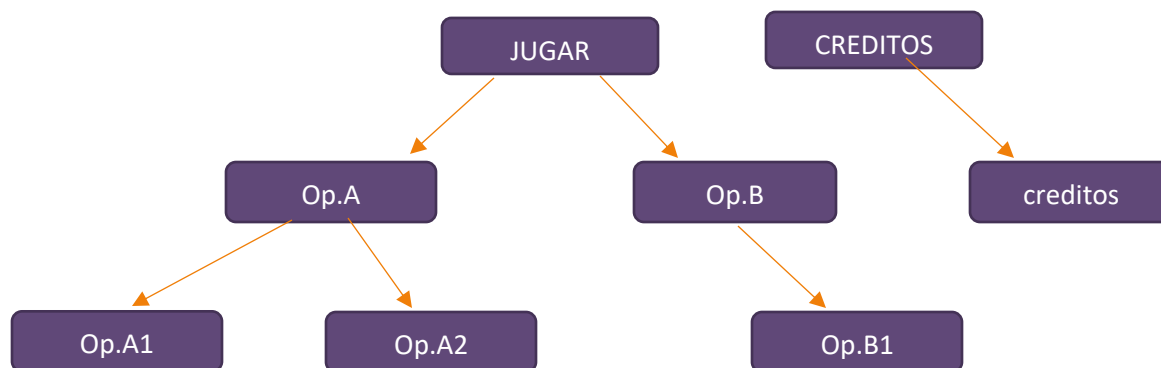 JUGAR
CREDITOS
Op.A
Op.B
creditos
Op.A1
Op.A2
Op.B1